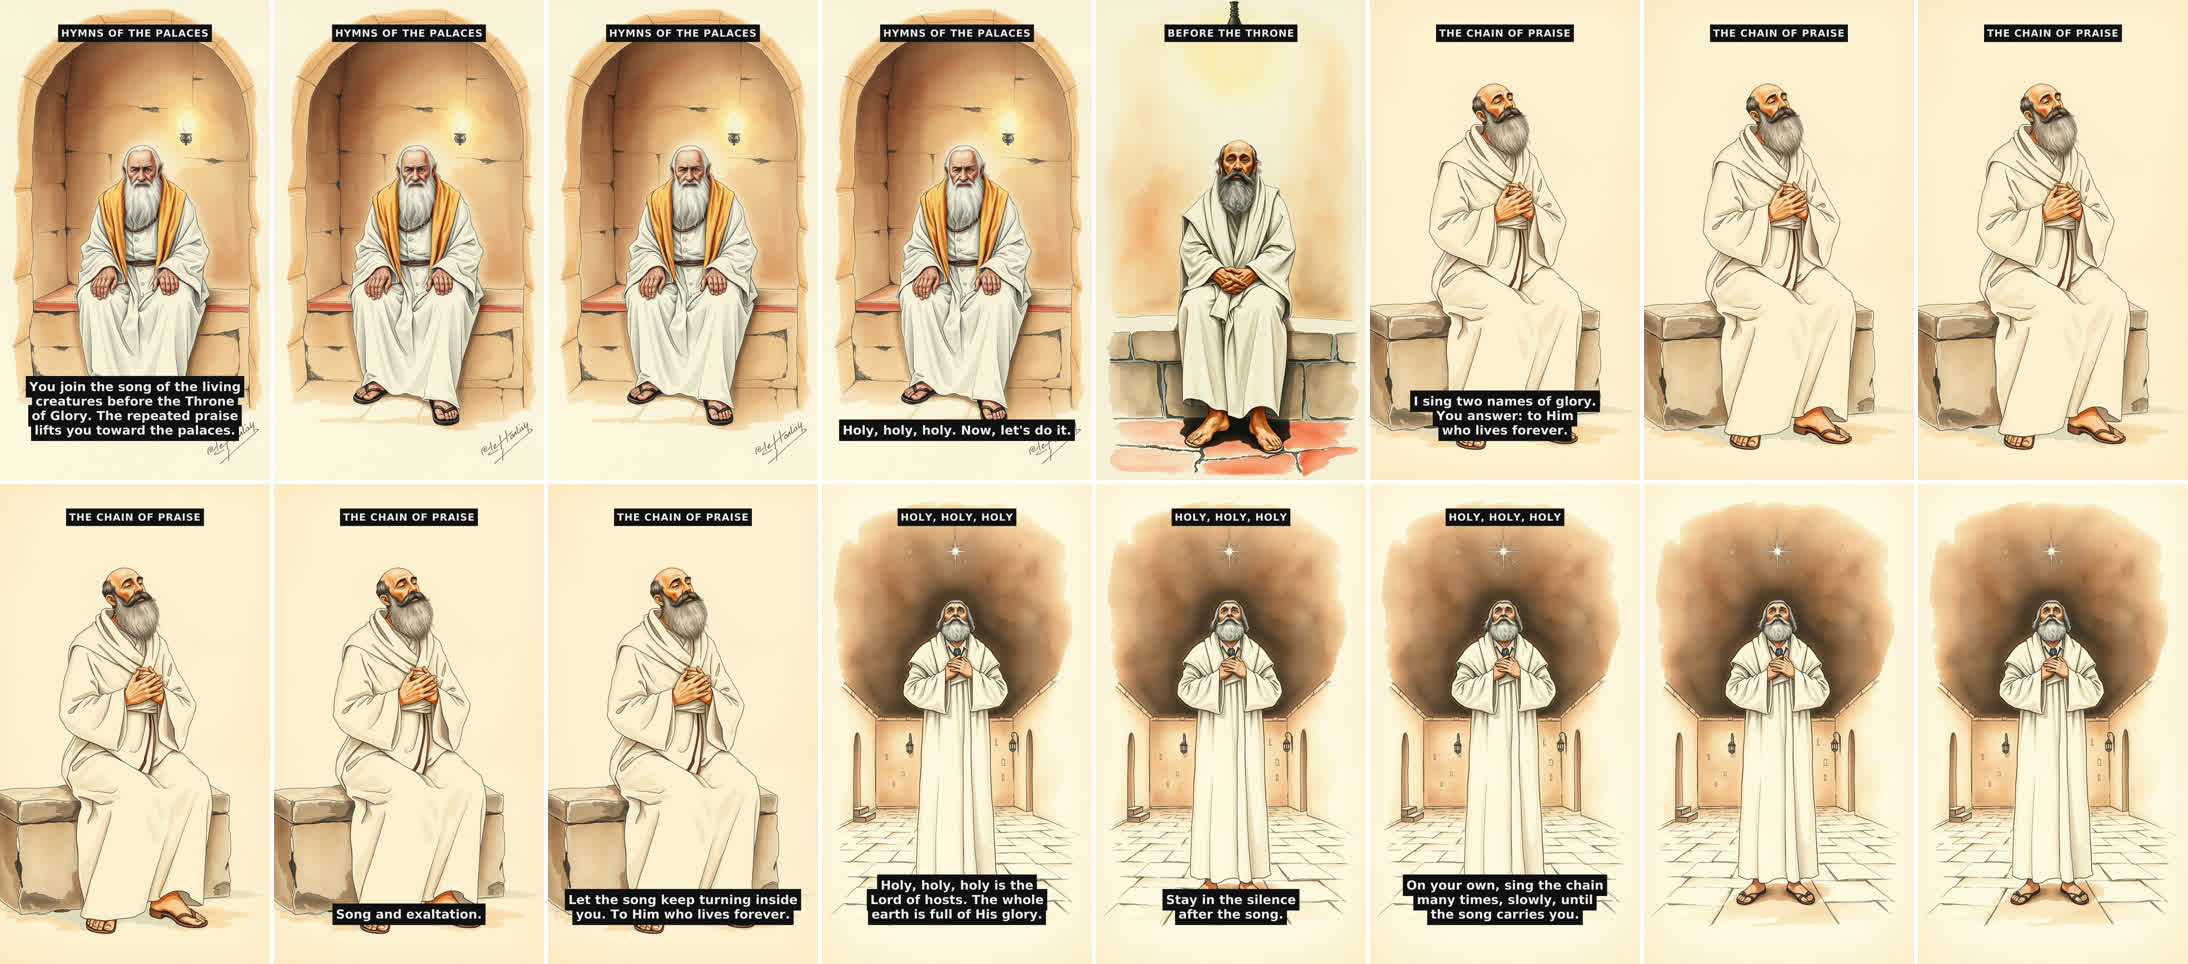 HYMNS OF THE PALACES
You join the song of the living
creatures before the Throne
of Glory. The repeated praise
lifts you toward the palaces.
HYMNS OF THE PALACES
HYMNS OF THE PALACES
HYMNS OF THE PALACES
Holy, holy, holy. Now, let's do it.
BEFORE THE THRONE
THE CHAIN OF PRAISE
I sing two names of glory.
You answer: to Him
who lives forever.
THE CHAIN OF PRAISE
THE CHAIN OF PRAISE
THE CHAIN OF PRAISE
THE CHAIN OF PRAISE
Song and exaltation.
THE CHAIN OF PRAISE
Let the song keep turning inside
you. To Him who lives forever.
HOLY, HOLY, HOLY
Holy, holy, holy is the
Lord of hosts. The whole
earth is full of His glory.
HOLY, HOLY, HOLY
Stay in the silence
after the song.
HOLY, HOLY, HOLY
On your own, sing the chain
many times, slowly, until
the song carries you.